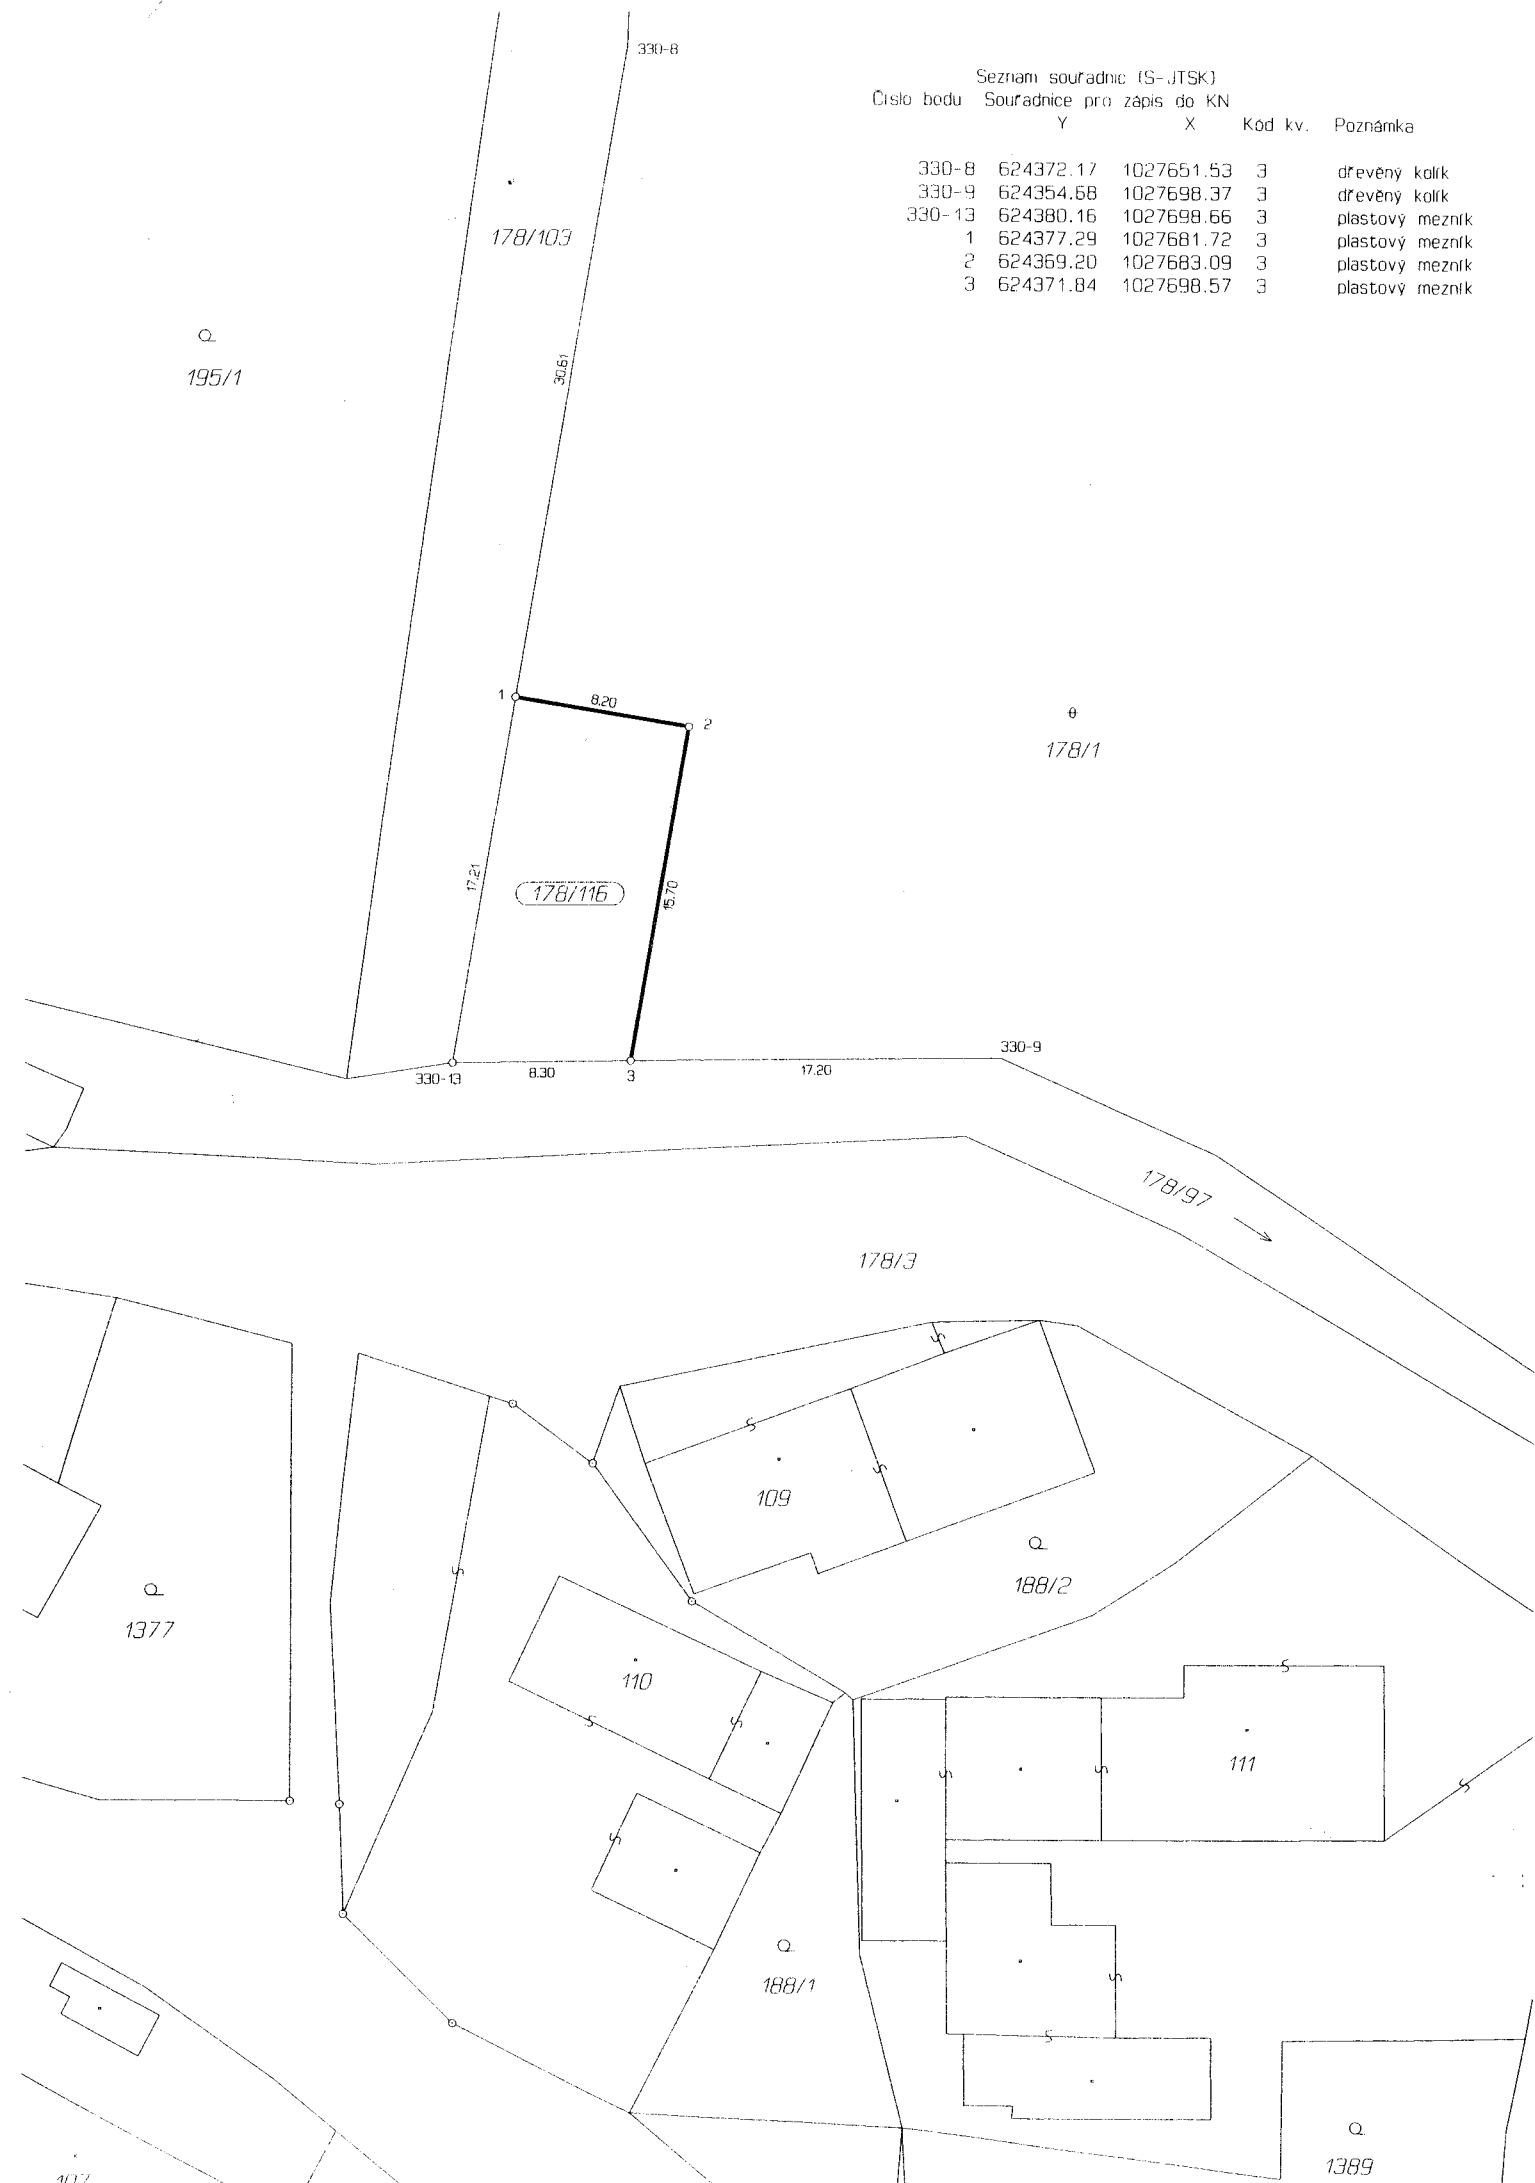 330-8
Seznam souřadnic (S-JTSK)
Číslo bodu Souřadnice pro zápis do KN
Y X Kód kv. Poznámka
330-8 624372.17 1027651.53 3 dřevěný kolík
330-9 624354.68 1027698.37 3 dřevěný kolík
330-13 624380.16 1027698.66 3 plastový mezník
1 624377.29 1027681.72 3 plastový mezník
2 624369.20 1027683.09 3 plastový mezník
3 624371.84 1027698.57 3 plastový mezník
178/103
195/1
30.61
1
8.20
2
178/1
17.21
178/116
15.70
330-9
330-13
8.30
3
17.20
178/97
178/3
109
188/2
1377
110
111
188/1
1389
107